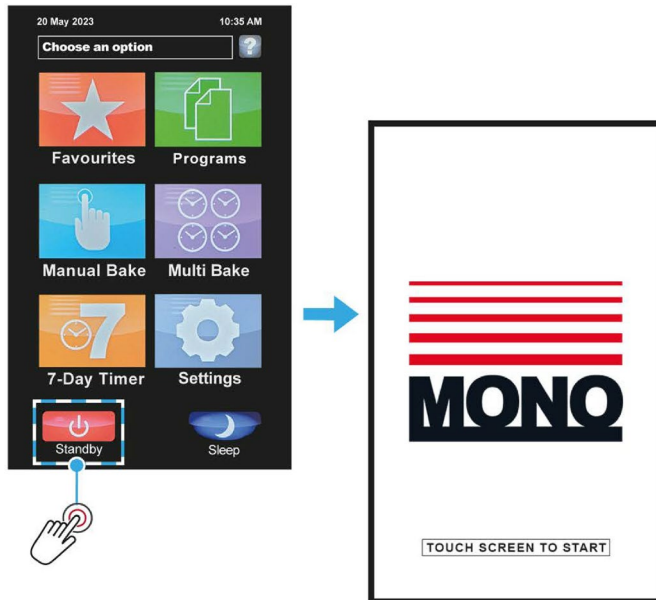 20 May 2023 10:35 AM
Choose an option ?
Favourites Programs
Manual Bake Multi Bake
7
7-Day Timer Settings
Standby Sleep
MONO
TOUCH SCREEN TO START